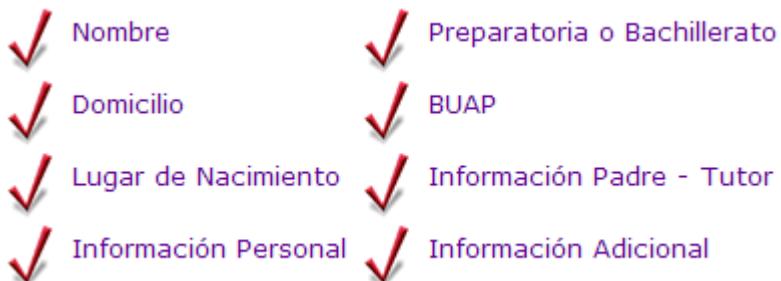 Nombre
Preparatoria o Bachillerato
Domicilio
BUAP
Lugar de Nacimiento
Información Padre - Tutor
Información Personal
Información Adicional